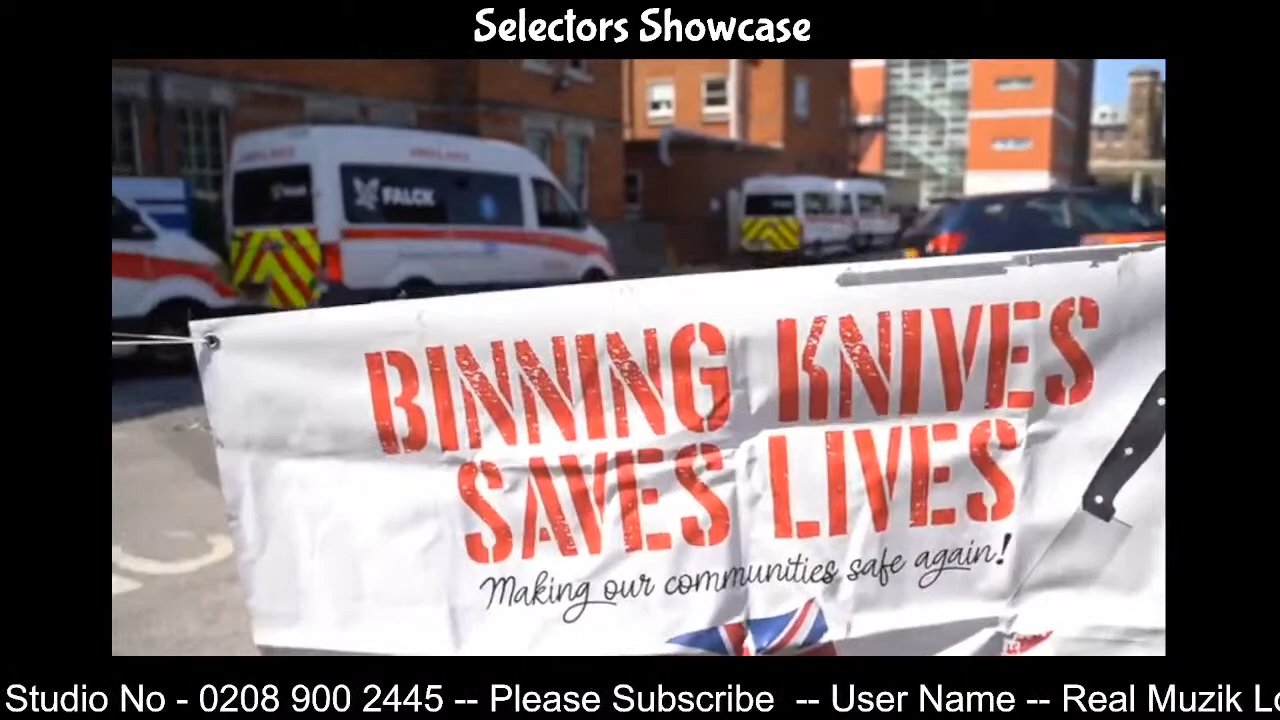 Selectors Showcase
FALCK
BINNING KNIVES
SAVES LIVES
Making our communities safe again!
Studio No - 0208 900 2445 -- Please Subscribe -- User Name -- Real Muzik